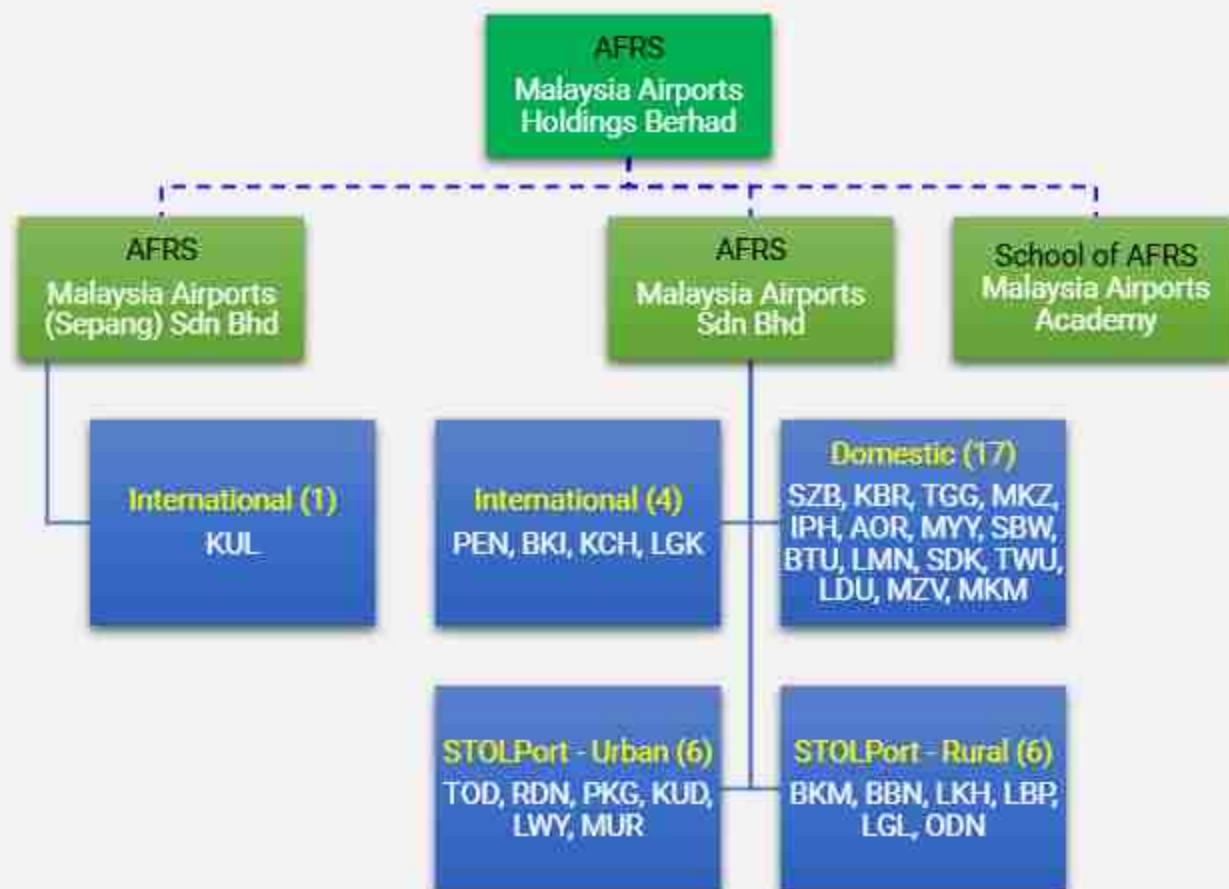 AFRS
Malaysia Airports
Holdings Berhad
AFRS
Malaysia Airports
(Sepang) Sdn Bhd
AFRS
Malaysia Airports
Sdn Bhd
School of AFRS
Malaysia Airports
Academy
International (1)
KUL
International (4)
PEN, BKI, KCH, LGK
Domestic (17)
SZB, KBR, TGG, MKZ,
IPH, AOR, MYY, SBW,
BTU, LMN, SDK, TWU,
LDU, MZV, MKM
STOLPort - Urban (6)
TOD, RDN, PKG, KUD,
LWY, MUR
STOLPort - Rural (6)
BKM, BBN, LKH, LBP,
LGL, ODN